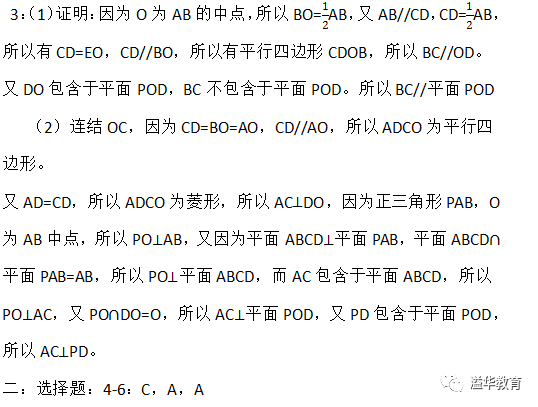 3:（1）证明：因为 O 为 AB 的中点，所以 BO=1/2AB，又 AB//CD，CD=1/2AB，
所以有 CD=EO，CD//BO，所以有平行四边形 CDOB，所以 BC//OD。
又 DO 包含于平面 POD，BC 不包含于平面 POD。所以 BC//平面 POD
（2）连结 OC，因为 CD=BO=AO，CD//AO，所以 ADCO 为平行四
边形。
又 AD=CD，所以 ADCO 为菱形，所以 AC⊥DO，因为正三角形 PAB，O
为 AB 中点，所以 PO⊥AB，又因为平面 ABCD⊥平面 PAB，平面 ABCD∩
平面 PAB=AB，所以 PO⊥平面 ABCD，而 AC 包含于平面 ABCD，所以
PO⊥AC，又 PO∩DO=O，所以 AC⊥平面 POD，又 PD 包含于平面 POD，
所以 AC⊥PD。
二：选择题：4-6：C，A，A
溢华教育